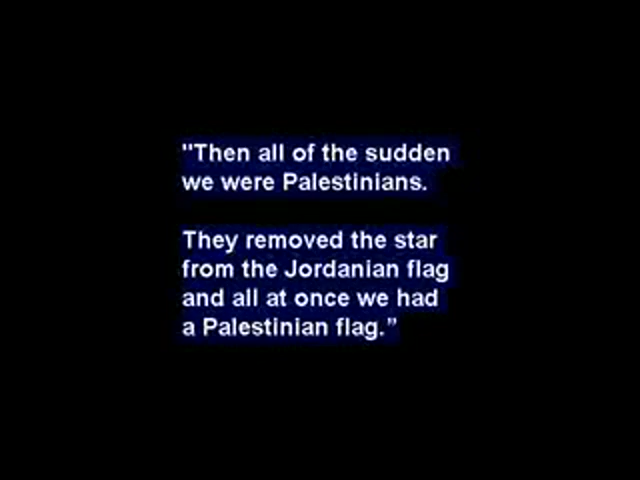 "Then all of the sudden
we were Palestinians.
They removed the star
from the Jordanian flag
and all at once we had
a Palestinian flag.”